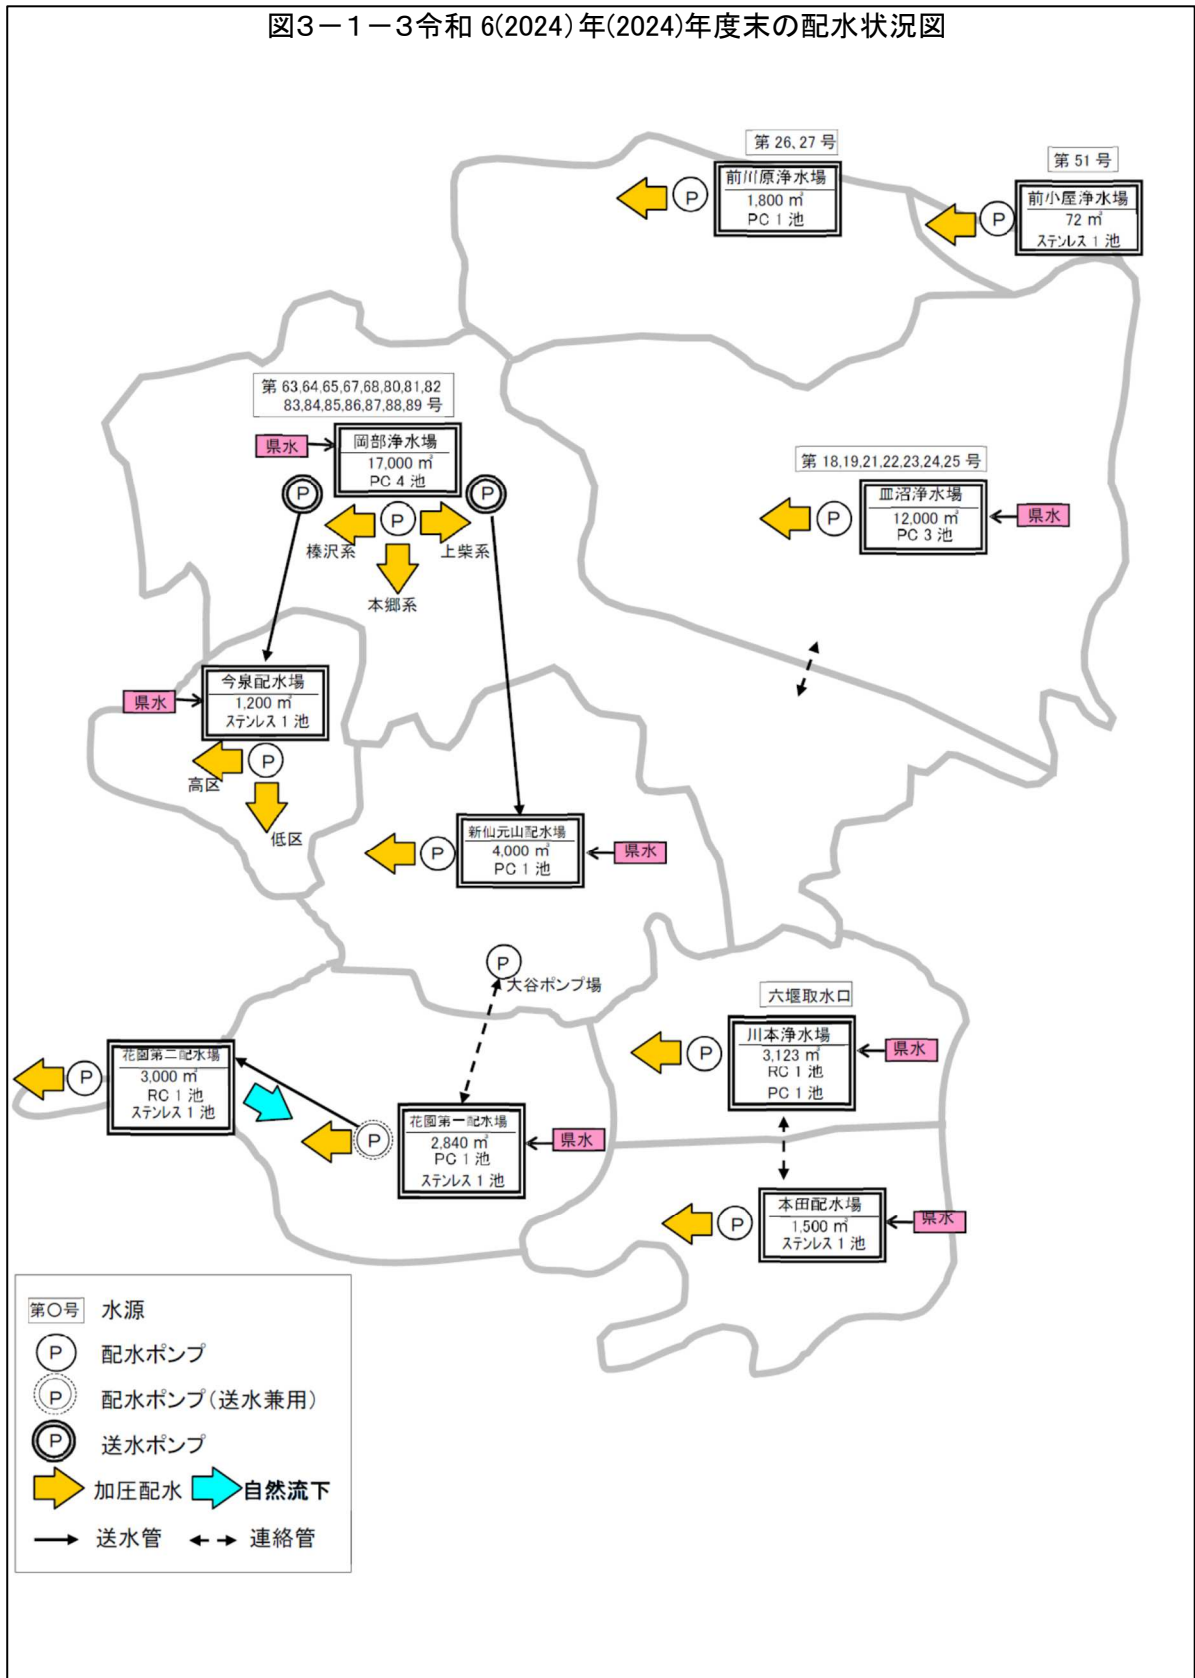 図3－1－3令和 6(2024)年(2024)年度末の配水状況図
第 26、27 号
前川原浄水場
1,800 ㎥
PC 1 池
P
第 51 号
前小屋浄水場
72 ㎥
ステンレス 1 池
P
第 63,64,65,67,68,80,81,82
83,84,85,86,87,88,89 号
県水
岡部浄水場
17,000 ㎥
PC 4 池
P
P
P
榛沢系
上柴系
本郷系
第 18,19,21,22,23,24,25 号
皿沼浄水場
12,000 ㎥
PC 3 池
P
県水
県水
今泉配水場
1,200 ㎥
ステンレス 1 池
P
高区
低区
新仙元山配水場
4,000 ㎥
PC 1 池
P
県水
P
大谷ポンプ場
六堰取水口
川本浄水場
3,123 ㎥
RC 1 池
PC 1 池
P
県水
花園第二配水場
3,000 ㎥
RC 1 池
ステンレス 1 池
P
花園第一配水場
2,840 ㎥
PC 1 池
ステンレス 1 池
P
県水
本田配水場
1,500 ㎥
ステンレス 1 池
P
県水
第○号 水源
P 配水ポンプ
P 配水ポンプ(送水兼用)
P 送水ポンプ
加圧配水 自然流下
送水管 連絡管